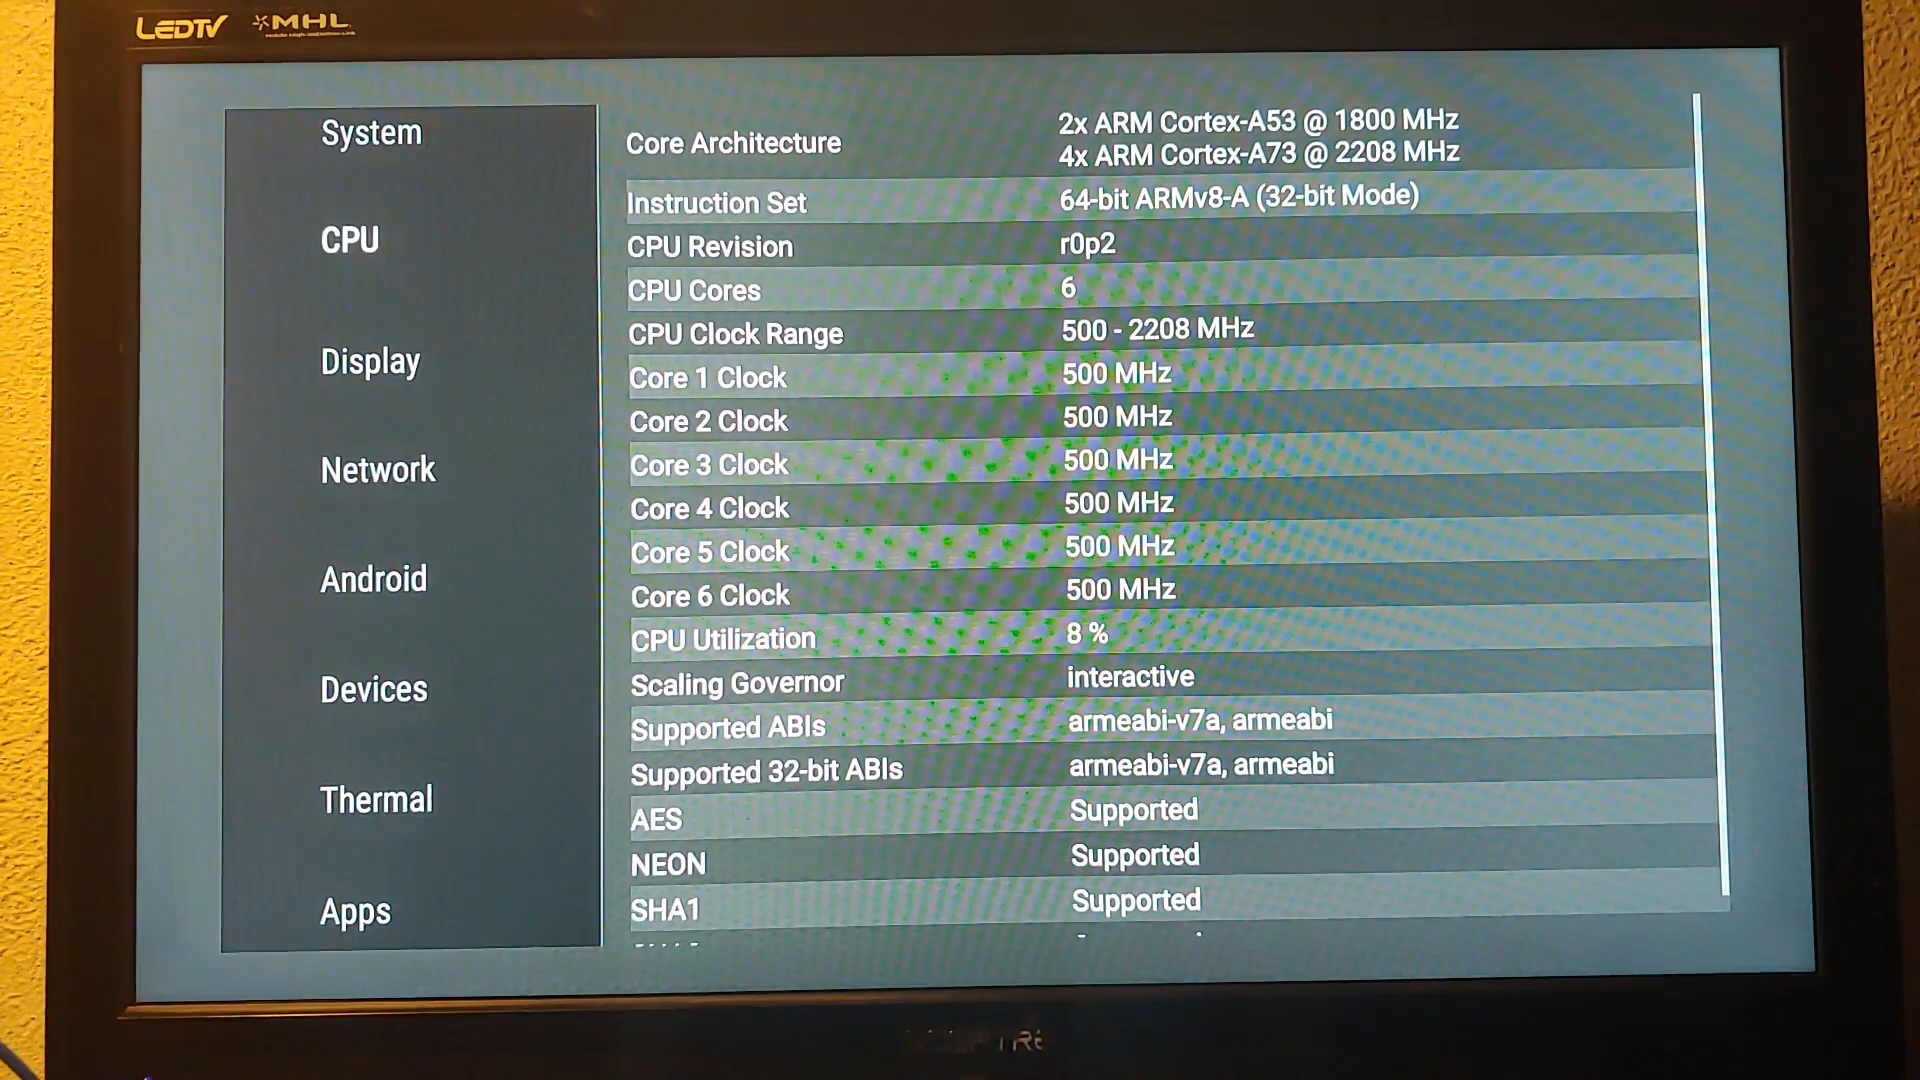 LEDTV MHL
System
CPU
Display
Network
Android
Devices
Thermal
Apps
Core Architecture 2x ARM Cortex-A53 @ 1800 MHz
4x ARM Cortex-A73 @ 2208 MHz
Instruction Set 64-bit ARMv8-A (32-bit Mode)
CPU Revision r0p2
CPU Cores 6
CPU Clock Range 500 - 2208 MHz
Core 1 Clock 500 MHz
Core 2 Clock 500 MHz
Core 3 Clock 500 MHz
Core 4 Clock 500 MHz
Core 5 Clock 500 MHz
Core 6 Clock 500 MHz
CPU Utilization 8 %
Scaling Governor interactive
Supported ABIs armeabi-v7a, armeabi
Supported 32-bit ABIs armeabi-v7a, armeabi
AES Supported
NEON Supported
SHA1 Supported